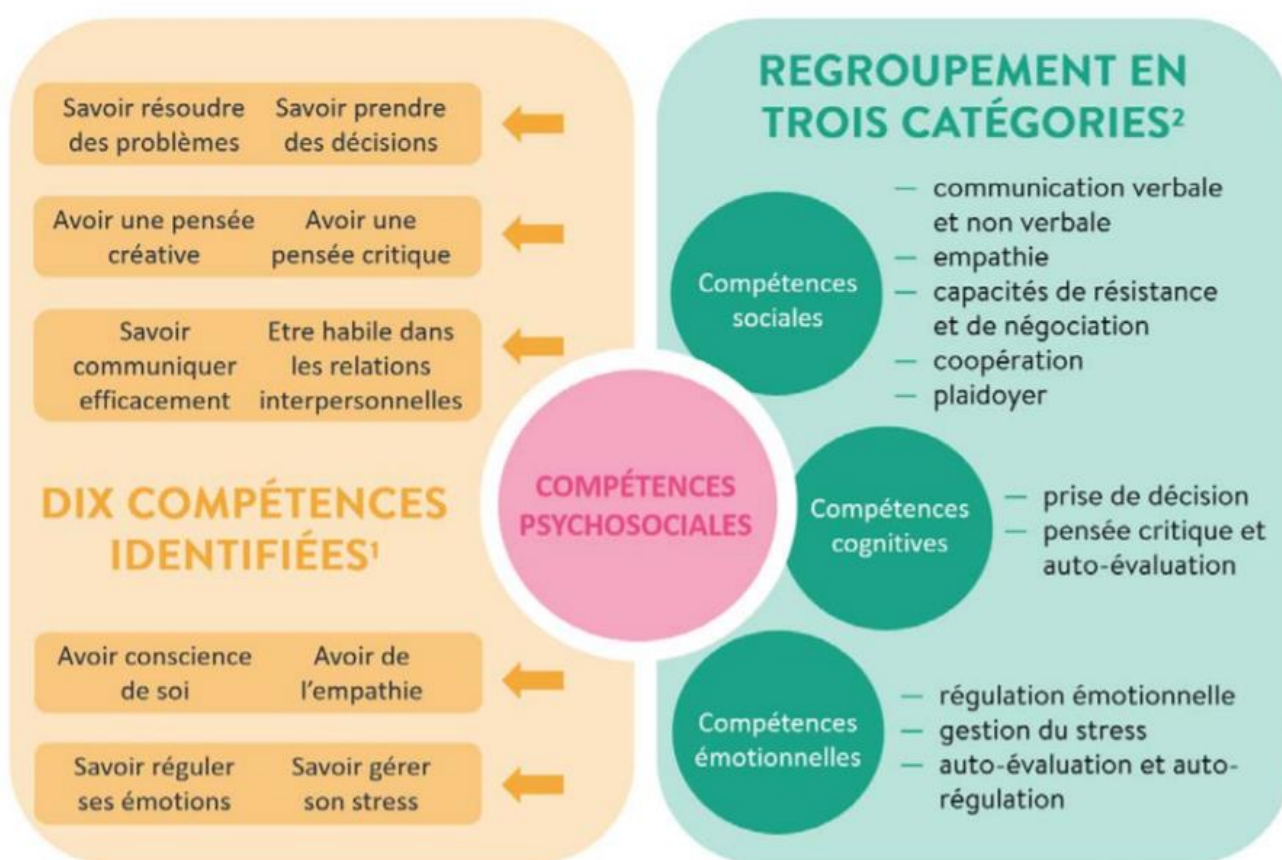 Savoir résoudre
des problèmes
Savoir prendre
des décisions
Avoir une pensée
créative
Avoir une
pensée critique
Savoir
communiquer
efficacement
Etre habile dans
les relations
interpersonnelles
DIX COMPÉTENCES
IDENTIFIÉES¹
Avoir conscience
de soi
Avoir de
l'empathie
Savoir réguler
ses émotions
Savoir gérer
son stress
COMPÉTENCES
PSYCHOSOCIALES
REGROUPEMENT EN
TROIS CATÉGORIES²
Compétences
sociales
— communication verbale
et non verbale
— empathie
— capacités de résistance
et de négociation
— coopération
— plaidoyer
Compétences
cognitives
— prise de décision
— pensée critique et
auto-évaluation
Compétences
émotionnelles
— régulation émotionnelle
— gestion du stress
— auto-évaluation et auto-
régulation